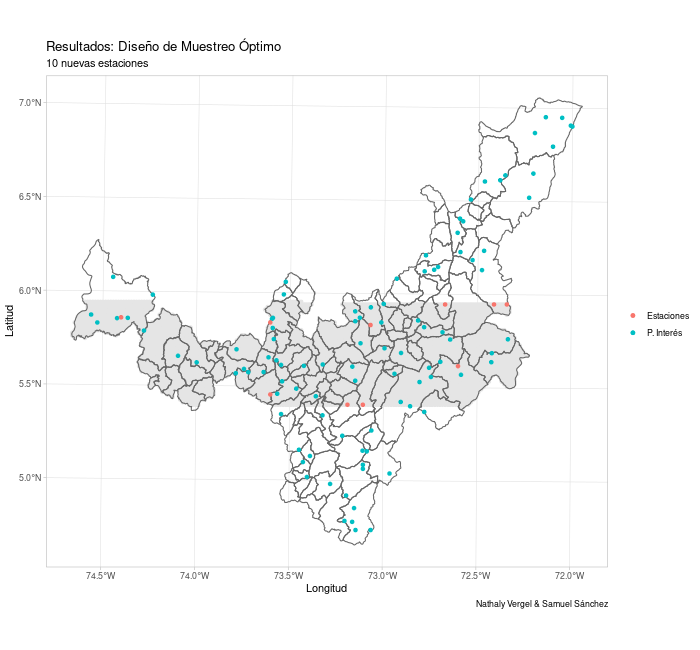 Resultados: Diseño de Muestreo Óptimo
10 nuevas estaciones
7.0°N
6.5°N
6.0°N
5.5°N
5.0°N
Latitud
74.5°W
74.0°W
73.5°W
73.0°W
72.5°W
72.0°W
Longitud
Estaciones
P. Interés
Nathaly Vergel & Samuel Sánchez